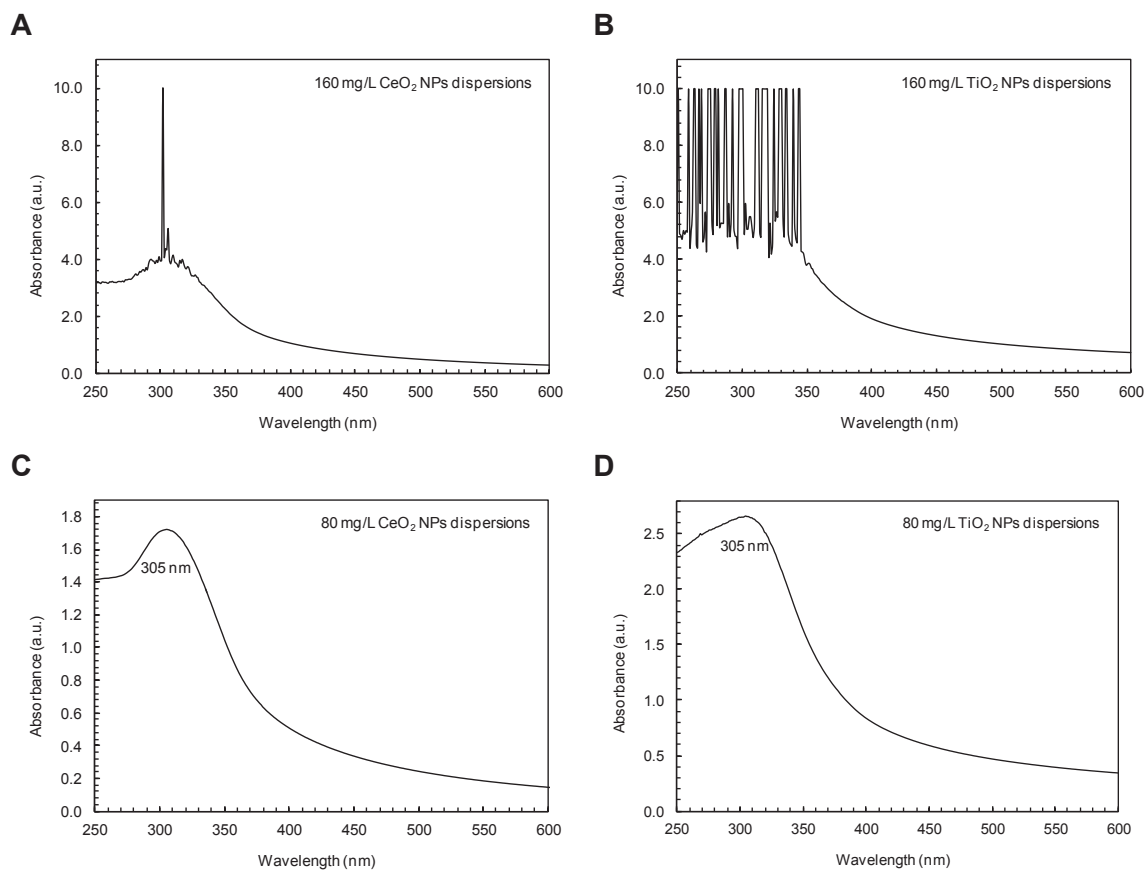 A
160 mg/L CeO₂ NPs dispersions
10.0
8.0
6.0
4.0
2.0
0.0
Absorbance (a.u.)
250 300 350 400 450 500 550 600
Wavelength (nm)
B
160 mg/L TiO₂ NPs dispersions
10.0
8.0
6.0
4.0
2.0
0.0
Absorbance (a.u.)
250 300 350 400 450 500 550 600
Wavelength (nm)
C
80 mg/L CeO₂ NPs dispersions
305 nm
1.8
1.6
1.4
1.2
1.0
0.8
0.6
0.4
0.2
0.0
Absorbance (a.u.)
250 300 350 400 450 500 550 600
Wavelength (nm)
D
80 mg/L TiO₂ NPs dispersions
305 nm
2.5
2.0
1.5
1.0
0.5
0.0
Absorbance (a.u.)
250 300 350 400 450 500 550 600
Wavelength (nm)